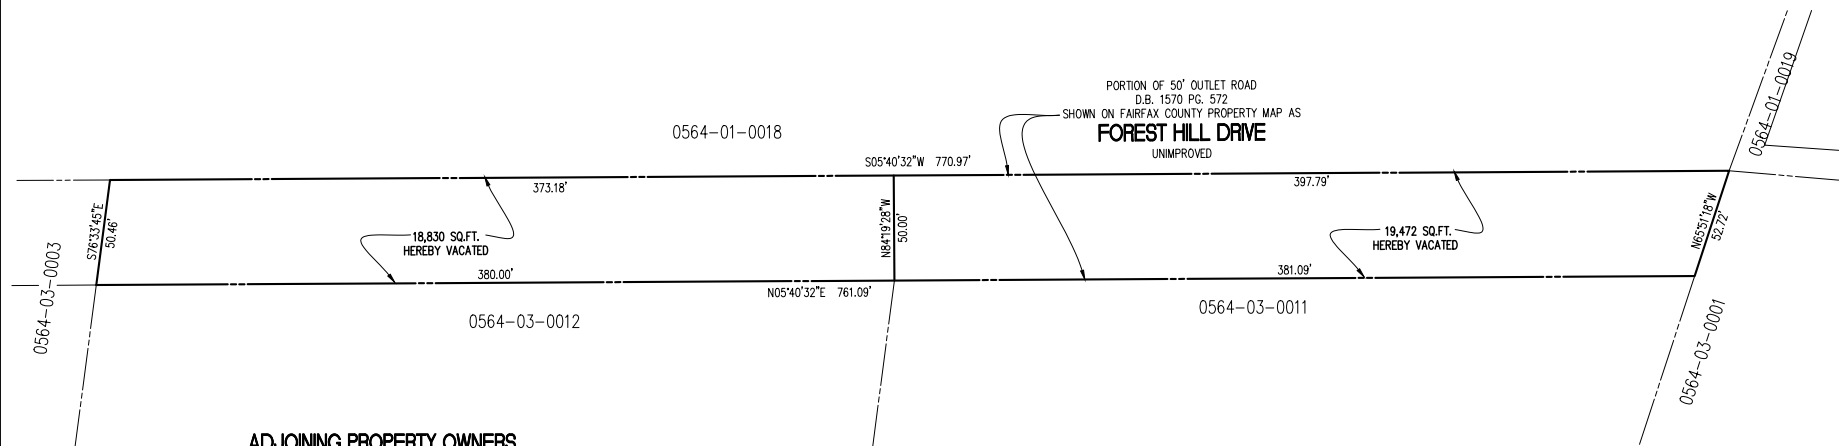 PORTION OF 50' OUTLET ROAD
D.B. 1570 PG. 572
SHOWN ON FAIRFAX COUNTY PROPERTY MAP AS
FOREST HILL DRIVE
UNIMPROVED
0564-01-0019
0564-01-0018
S05°40'32"W 770.97'
373.18'
397.79'
S76°33'45"E
50.46'
18,830 SQ.FT.
HEREBY VACATED
N84°19'28"W
50.00'
19,472 SQ.FT.
HEREBY VACATED
N65°51'18"W
52.72'
0564-03-0003
380.00'
381.09'
N05°40'32"E 761.09'
0564-03-0012
0564-03-0011
0564-03-0001
ADJOINING PROPERTY OWNERS